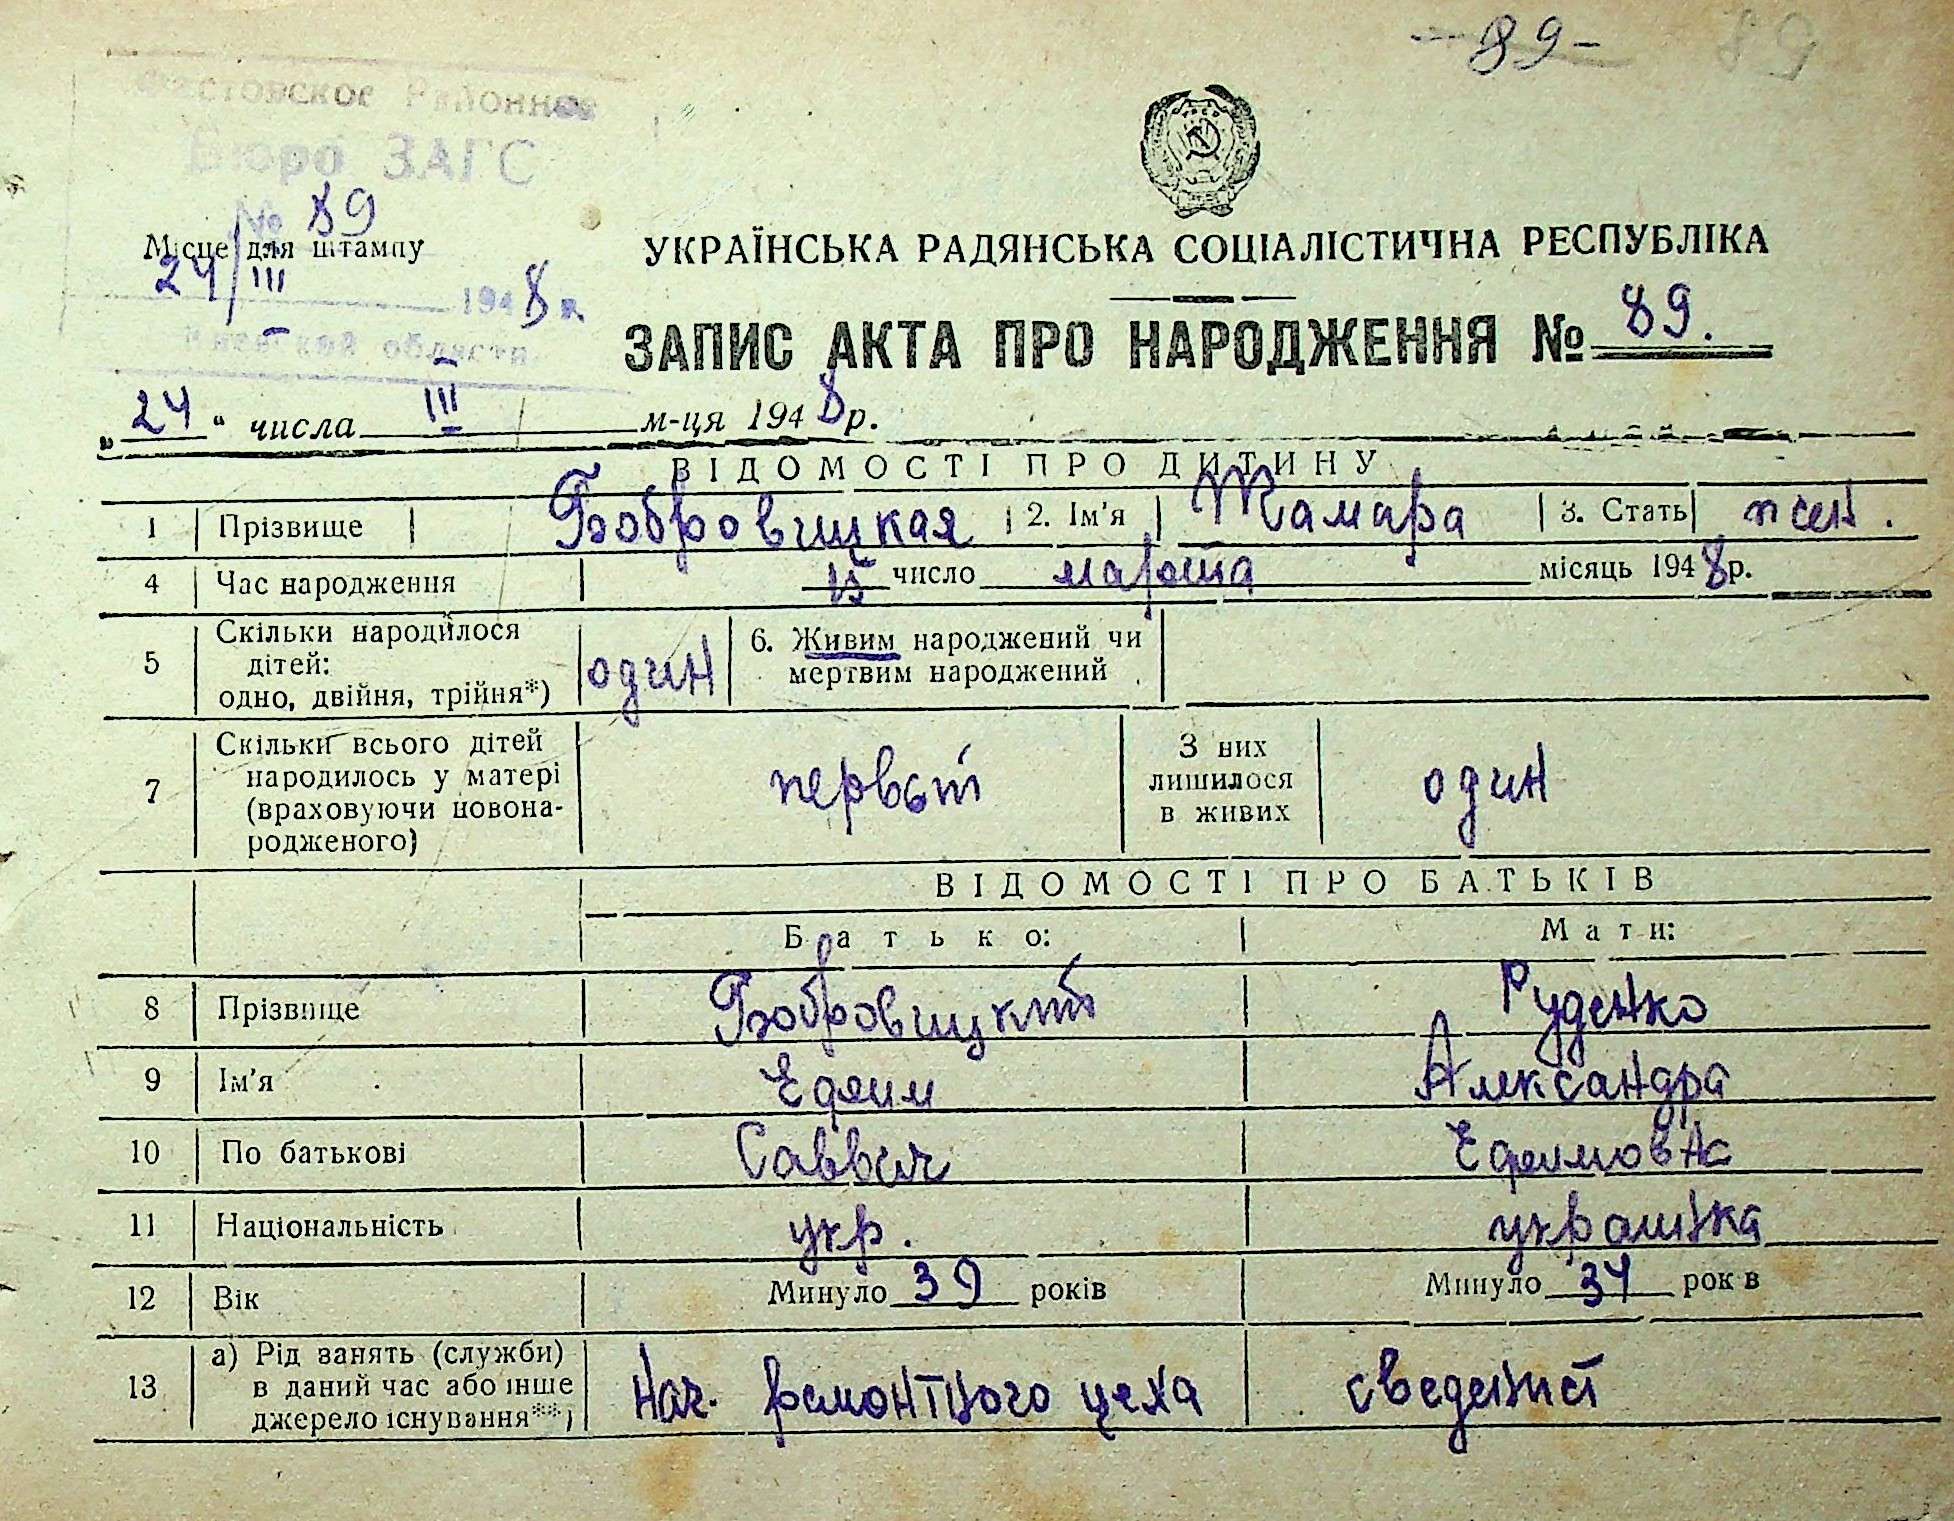 -89-
Фастовское Районное
Бюро ЗАГС
№ 89
Місце для штампу
24/III 1948 г.
Киевской области
УКРАЇНСЬКА РАДЯНСЬКА СОЦІАЛІСТИЧНА РЕСПУБЛІКА
ЗАПИС АКТА ПРО НАРОДЖЕННЯ № 89.
„24“ числа III м-ця 1948 р.
ВІДОМОСТІ ПРО ДИТИНУ
1 Прізвище Бобровицкая 2. Ім'я Тамара 3. Стать жен.
4 Час народження 15 число марта місяць 1948 р.
5 Скільки народилося дітей: одно, двійня, трійня*) один 6. Живим народжений чи мертвим народжений
7 Скільки всього дітей народилось у матері (враховуючи новонародженого) первый З них лишилося в живих один
ВІДОМОСТІ ПРО БАТЬКІВ
Батько: Мати:
8 Прізвище Бобровицкий Руденко
9 Ім'я Ефим Александра
10 По батькові Саввич Ефимовна
11 Національність укр. украинка
12 Вік Минуло 39 років Минуло 34 років
13 а) Рід занять (служби) в даний час або інше джерело існування**) Нач. ремонтного цеха